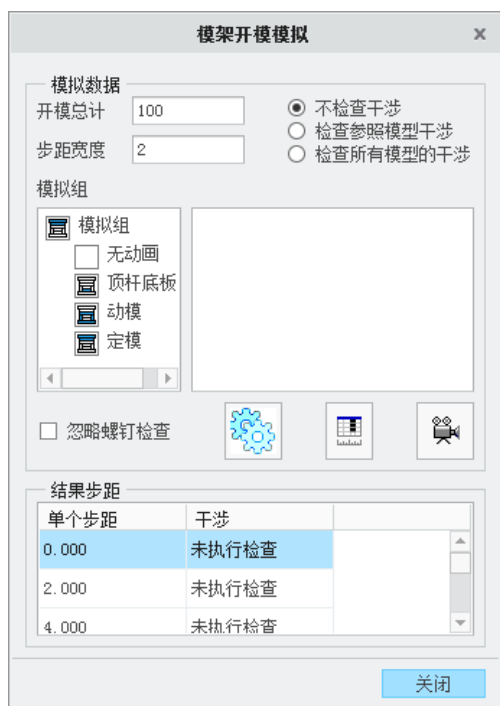 模架开模模拟
模拟数据
开模总计 100
不检查干涉
检查参照模型干涉
步距宽度 2
检查所有模型的干涉
模拟组
模拟组
无动画
顶杆底板
动模
定模
忽略螺钉检查
结果步距
单个步距 干涉
0.000 未执行检查
2.000 未执行检查
4.000 未执行检查
关闭